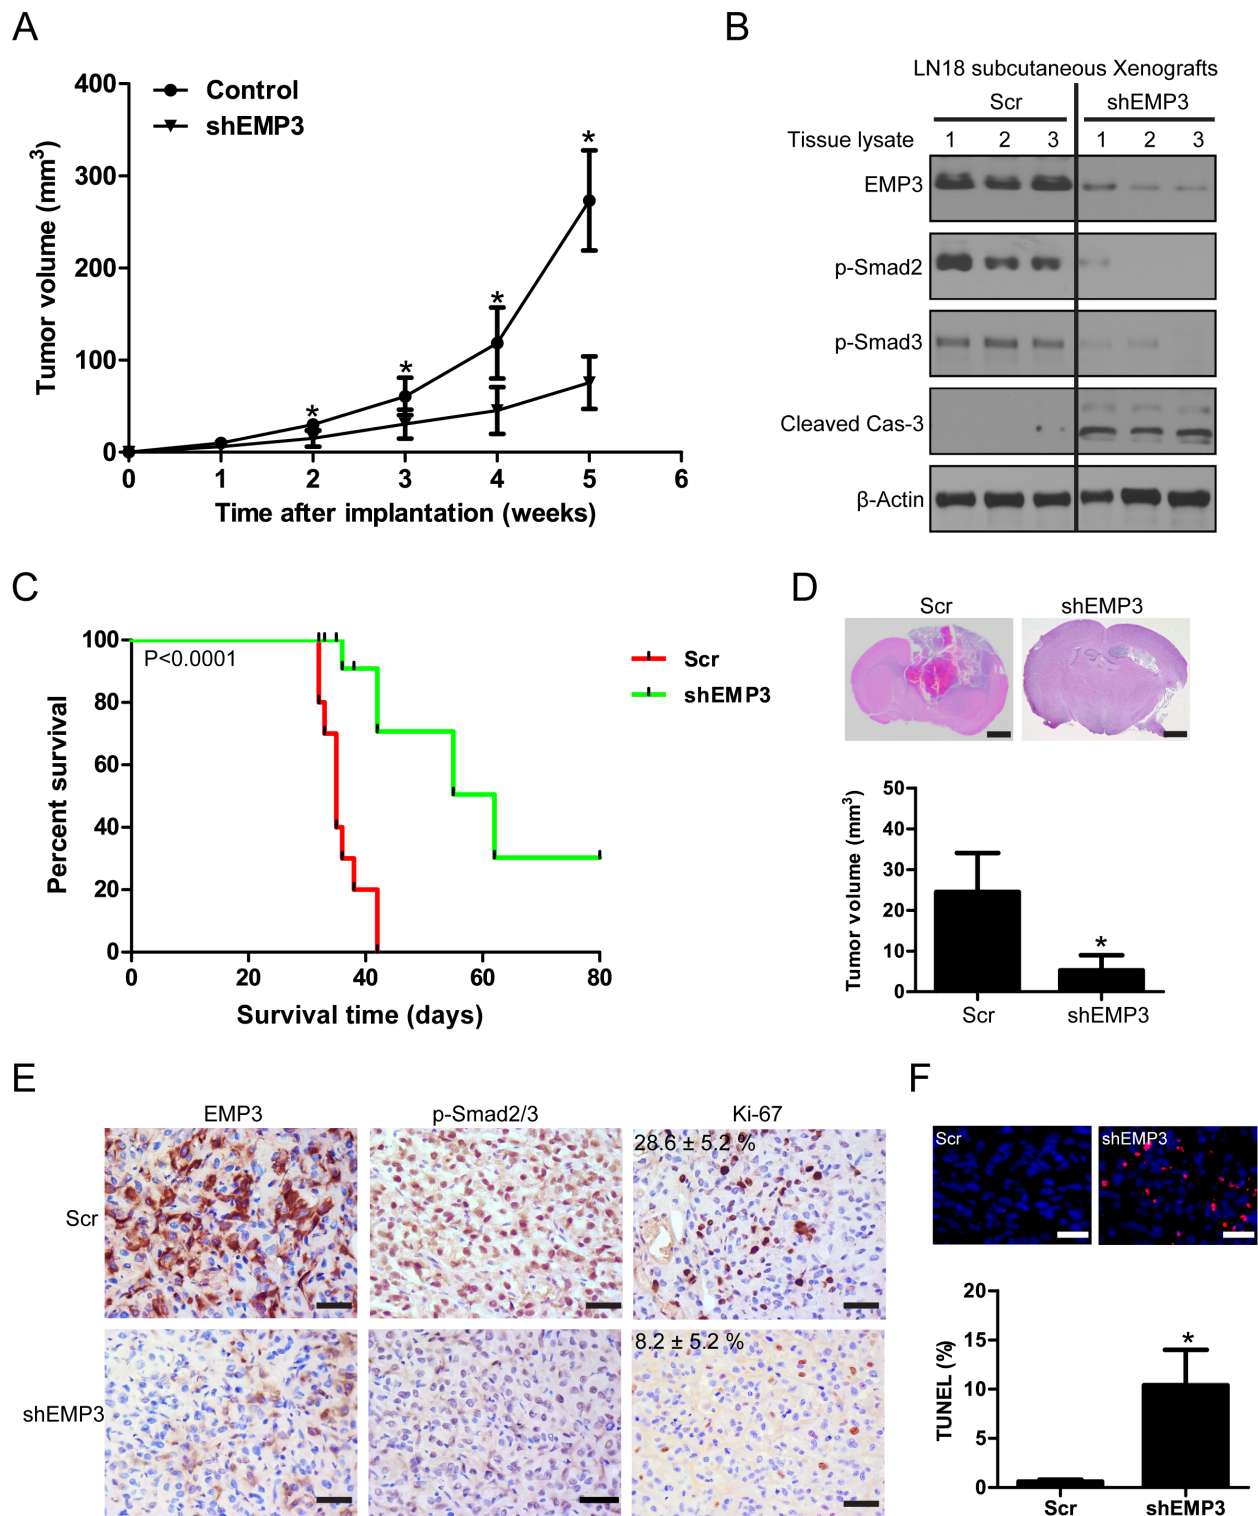 A
Control
shEMP3
Tumor volume (mm³)
400
300
200
100
0
* * * *
0 1 2 3 4 5 6
Time after implantation (weeks)
B
LN18 subcutaneous Xenografts
Scr shEMP3
Tissue lysate 1 2 3 1 2 3
EMP3
p-Smad2
p-Smad3
Cleaved Cas-3
β-Actin
C
P<0.0001
Scr
shEMP3
Percent survival
100
80
60
40
20
0
0 20 40 60 80
Survival time (days)
D
Scr shEMP3
Tumor volume (mm³)
50
40
30
20
10
0
*
Scr shEMP3
E
EMP3 p-Smad2/3 Ki-67
Scr
28.6 ± 5.2 %
shEMP3
8.2 ± 5.2 %
F
Scr shEMP3
TUNEL (%)
20
15
10
5
0
*
Scr shEMP3